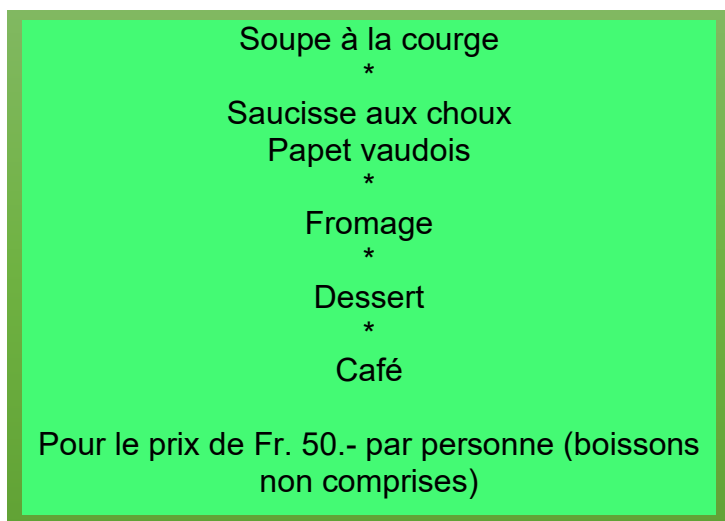 Soupe à la courge
*
Saucisse aux choux
Papet vaudois
*
Fromage
*
Dessert
*
Café
Pour le prix de Fr. 50.- par personne (boissons
non comprises)